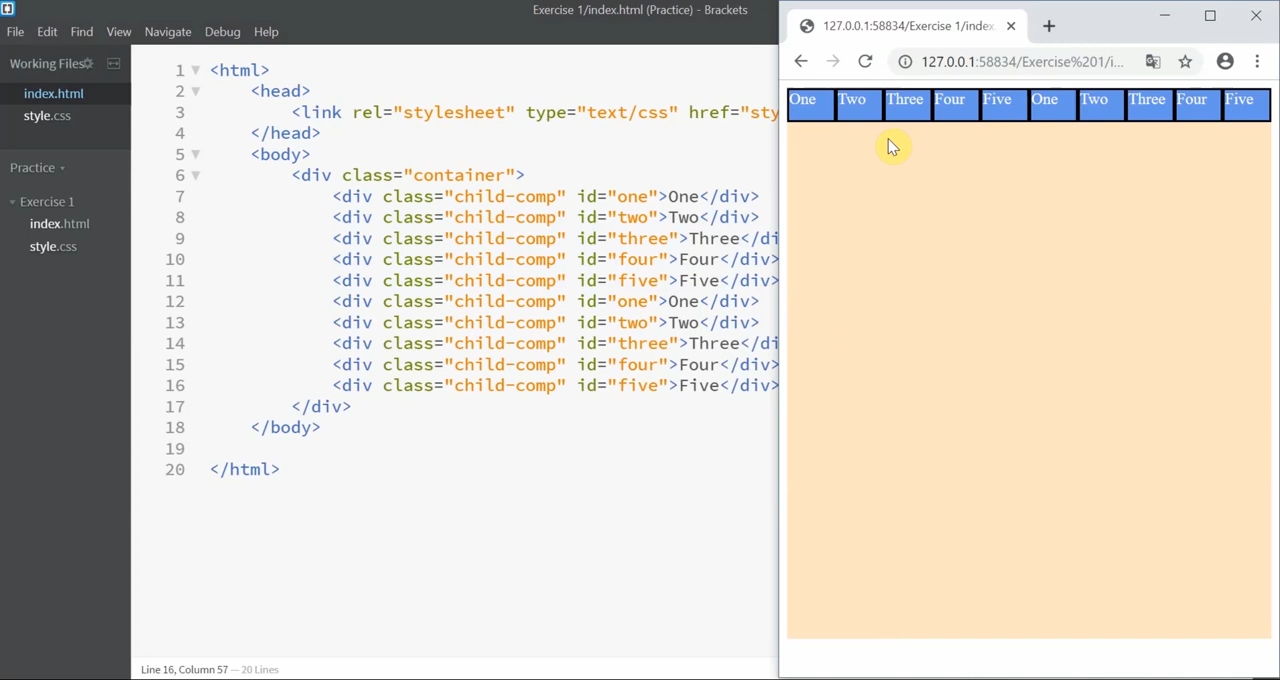 Exercise 1/index.html (Practice) - Brackets
File Edit Find View Navigate Debug Help
Working Files
index.html
style.css
Practice
Exercise 1
index.html
style.css
1 <html>
2 <head>
3 <link rel="stylesheet" type="text/css" href="sty
4 </head>
5 <body>
6 <div class="container">
7 <div class="child-comp" id="one">One</div>
8 <div class="child-comp" id="two">Two</div>
9 <div class="child-comp" id="three">Three</di
10 <div class="child-comp" id="four">Four</div>
11 <div class="child-comp" id="five">Five</div>
12 <div class="child-comp" id="one">One</div>
13 <div class="child-comp" id="two">Two</div>
14 <div class="child-comp" id="three">Three</di
15 <div class="child-comp" id="four">Four</div>
16 <div class="child-comp" id="five">Five</div>
17 </div>
18 </body>
19
20 </html>
Line 16, Column 57 — 20 Lines
127.0.0.1:58834/Exercise 1/index
127.0.0.1:58834/Exercise%201/i...
One Two Three Four Five One Two Three Four Five